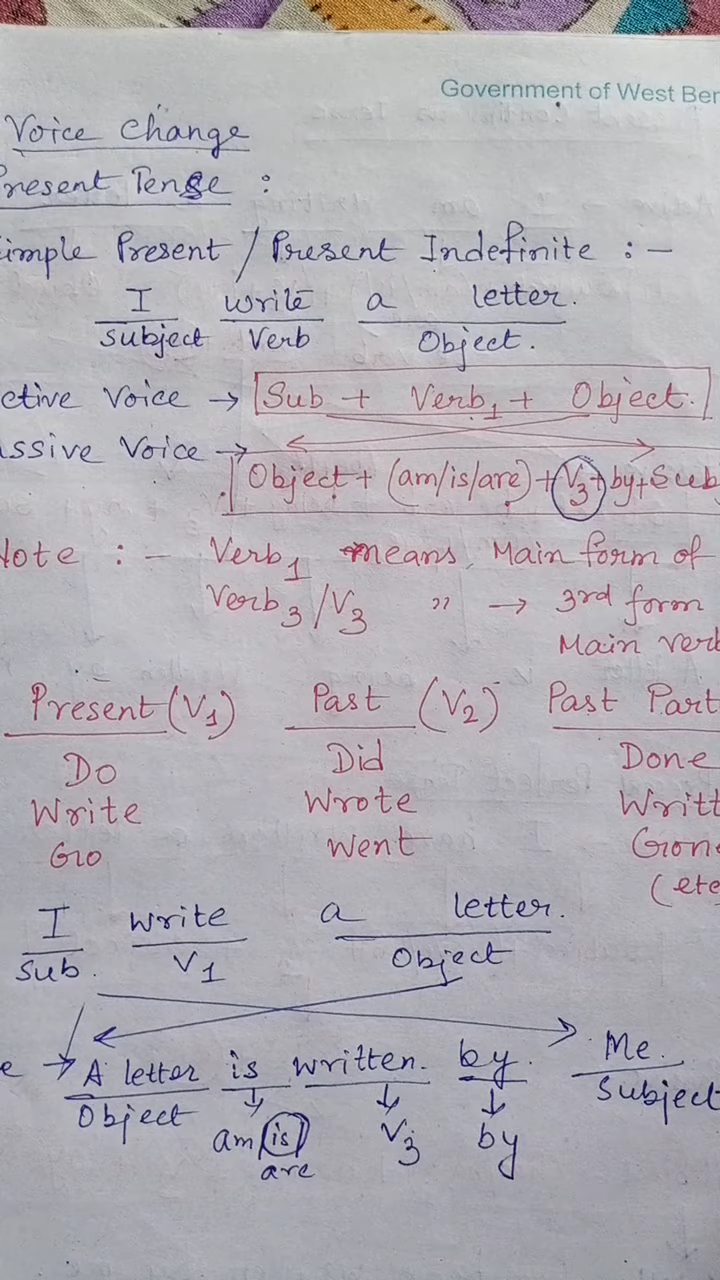 Government of West Ber
Voice Change
resent Tense :
imple Present / Present Indefinite :-
I write a letter.
Subject Verb Object.
ctive Voice → Sub + Verb1 + Object.
ssive Voice →
Object + (am/is/are) + V3 + by + Sub
Note :- Verb1 means, Main form of
Verb3/V3 " → 3rd form
Main verb
Present (V1) Past (V2) Past Part
Do Did Done
Write Wrote Writt
Go Went Gone
(etc
I write a letter.
Sub. V1 Object
e → A letter is written. by. Me.
Object Subject
am is V3 by
are